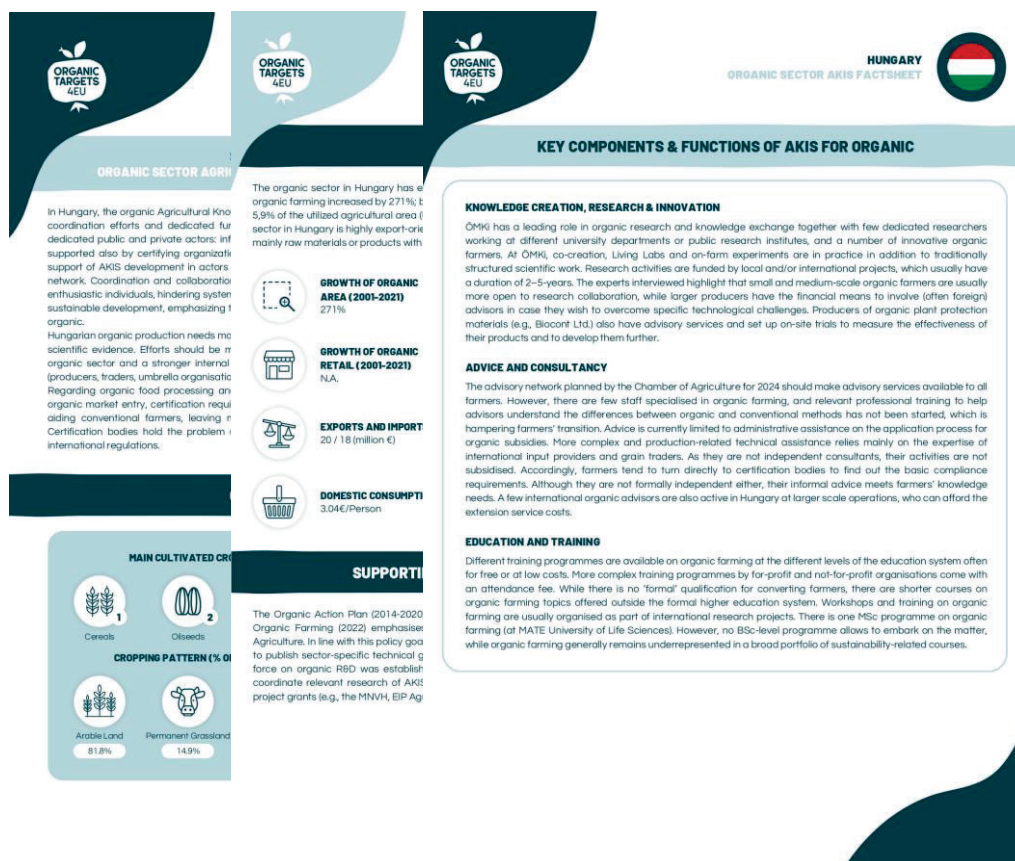 ORGANIC
TARGETS
4EU
ORGANIC SECTOR AGRI
In Hungary, the organic Agricultural Kno
coordination efforts and dedicated fun
dedicated public and private actors: inf
supported also by certifying organizati
support of AKIS development in actors
network. Coordination and collaboration
enthusiastic individuals, hindering system
sustainable development, emphasizing t
organic.
Hungarian organic production needs mo
scientific evidence. Efforts should be m
organic sector and a stronger internal
(producers, traders, umbrella organisatio
Regarding organic food processing an
organic market entry, certification requi
aiding conventional farmers, leaving
Certification bodies hold the problem
international regulations.
MAIN CULTIVATED CRO
1
Cereals
2
Oilseeds
CROPPING PATTERN (% O
Arable Land
81.8%
Permanent Grassland
14.9%
ORGANIC
TARGETS
4EU
The organic sector in Hungary has e
organic farming increased by 271%; b
5,9% of the utilized agricultural area (
sector in Hungary is highly export-orie
mainly raw materials or products with
GROWTH OF ORGANIC
AREA (2001-2021)
271%
GROWTH OF ORGANIC
RETAIL (2001-2021)
N.A.
EXPORTS AND IMPORT
20 / 18 (million €)
DOMESTIC CONSUMPTI
3.04€/Person
SUPPORTI
The Organic Action Plan (2014-2020
Organic Farming (2022) emphasises
Agriculture. In line with this policy goa
to publish sector-specific technical g
force on organic R&D was establish
coordinate relevant research of AKIS
project grants (e.g., the MNVH, EIP Agr
ORGANIC
TARGETS
4EU
HUNGARY
ORGANIC SECTOR AKIS FACTSHEET
KEY COMPONENTS & FUNCTIONS OF AKIS FOR ORGANIC
KNOWLEDGE CREATION, RESEARCH & INNOVATION
ÖMKi has a leading role in organic research and knowledge exchange together with few dedicated researchers
working at different university departments or public research institutes, and a number of innovative organic
farmers. At ÖMKi, co-creation, Living Labs and on-farm experiments are in practice in addition to traditionally
structured scientific work. Research activities are funded by local and/or international projects, which usually have
a duration of 2–5-years. The experts interviewed highlight that small and medium-scale organic farmers are usually
more open to research collaboration, while larger producers have the financial means to involve (often foreign)
advisors in case they wish to overcome specific technological challenges. Producers of organic plant protection
materials (e.g., Biocont Ltd.) also have advisory services and set up on-site trials to measure the effectiveness of
their products and to develop them further.
ADVICE AND CONSULTANCY
The advisory network planned by the Chamber of Agriculture for 2024 should make advisory services available to all
farmers. However, there are few staff specialised in organic farming, and relevant professional training to help
advisors understand the differences between organic and conventional methods has not been started, which is
hampering farmers' transition. Advice is currently limited to administrative assistance on the application process for
organic subsidies. More complex and production-related technical assistance relies mainly on the expertise of
international input providers and grain traders. As they are not independent consultants, their activities are not
subsidised. Accordingly, farmers tend to turn directly to certification bodies to find out the basic compliance
requirements. Although they are not formally independent either, their informal advice meets farmers' knowledge
needs. A few international organic advisors are also active in Hungary at larger scale operations, who can afford the
extension service costs.
EDUCATION AND TRAINING
Different training programmes are available on organic farming at the different levels of the education system often
for free or at low costs. More complex training programmes by for-profit and not-for-profit organisations come with
an attendance fee. While there is no 'formal' qualification for converting farmers, there are shorter courses on
organic farming topics offered outside the formal higher education system. Workshops and training on organic
farming are usually organised as part of international research projects. There is one MSc programme on organic
farming (at MATE University of Life Sciences). However, no BSc-level programme allows to embark on the matter,
while organic farming generally remains underrepresented in a broad portfolio of sustainability-related courses.